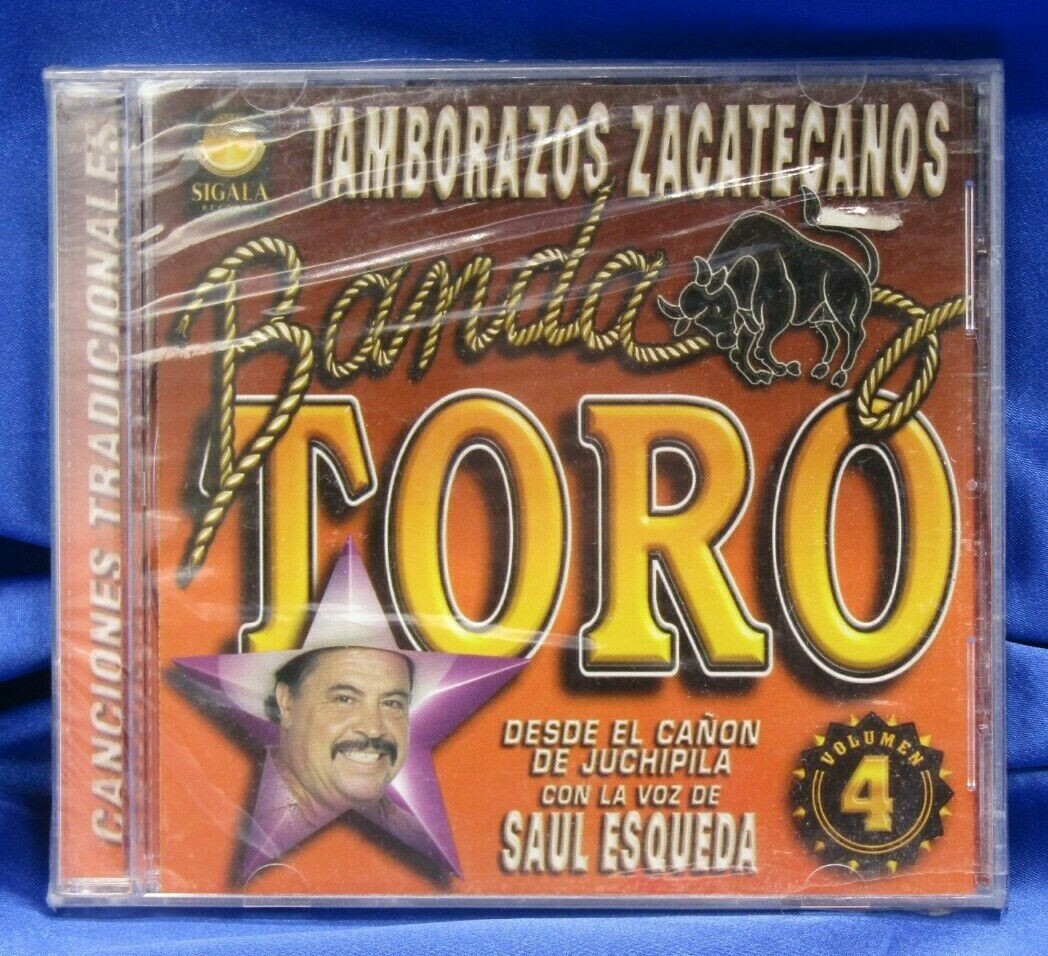 CANCIONES TRADICIONALES
SIGALA
RECORDS
TAMBORAZOS ZACATECANOS
Banda
TORO
DESDE EL CAÑON
DE JUCHIPILA
CON LA VOZ DE
SAUL ESQUEDA
VOLUMEN
4